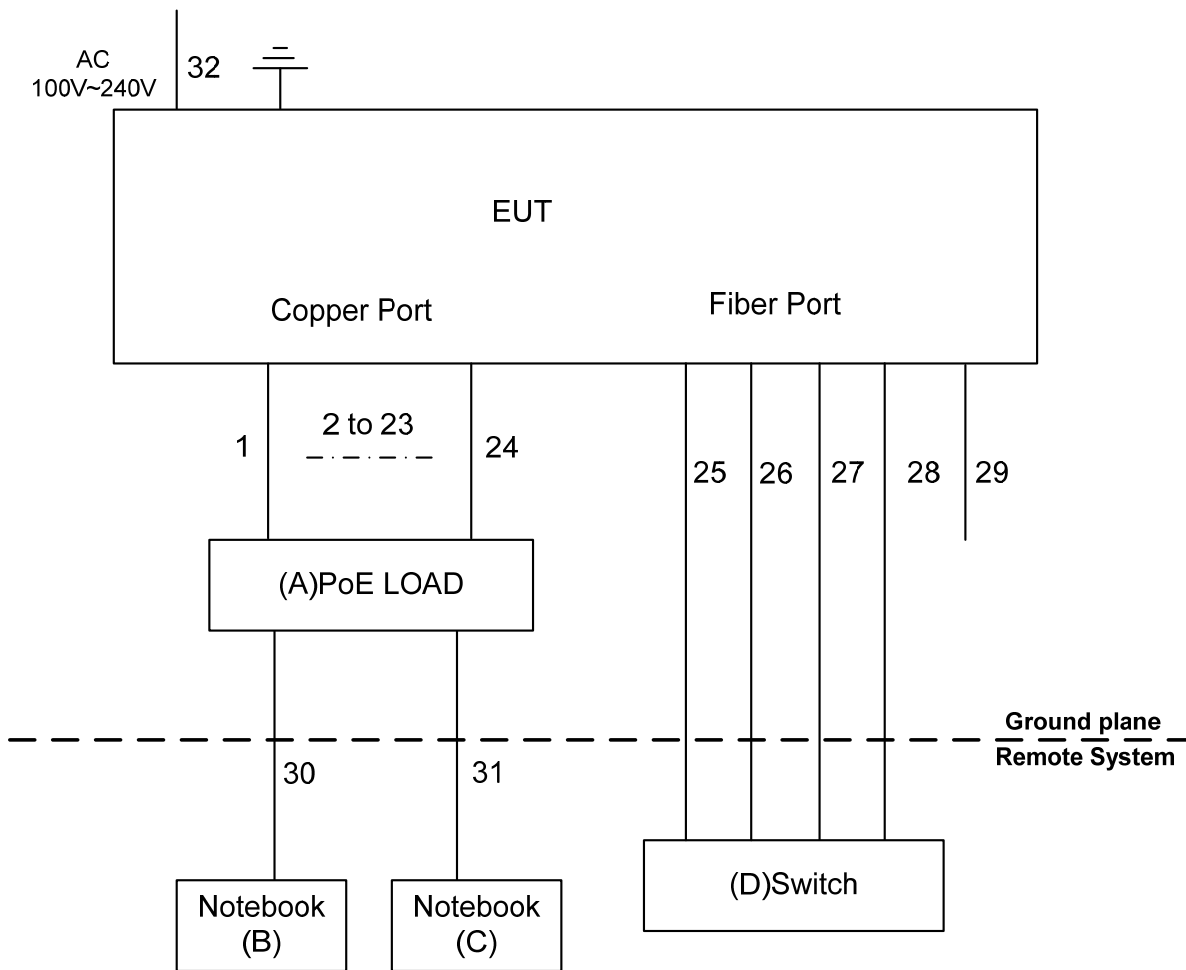 AC
100V~240V
32
EUT
Copper Port
Fiber Port
1
2 to 23
24
25
26
27
28
29
(A)PoE LOAD
Ground plane
Remote System
30
31
Notebook
(B)
Notebook
(C)
(D)Switch